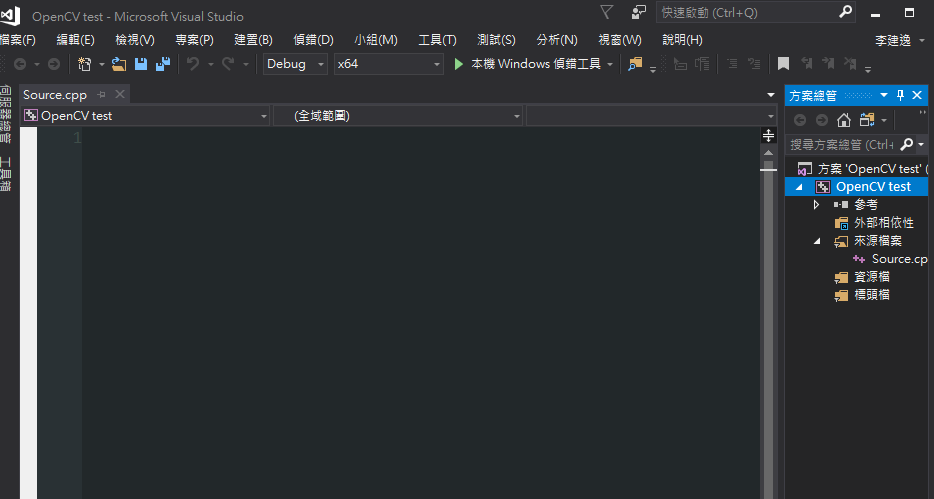 OpenCV test - Microsoft Visual Studio
快速啟動 (Ctrl+Q)
檔案(F) 編輯(E) 檢視(V) 專案(P) 建置(B) 偵錯(D) 小組(M) 工具(T) 測試(S) 分析(N) 視窗(W) 說明(H) 李建逸
Debug x64 本機 Windows 偵錯工具
伺服器總管
工具箱
Source.cpp
OpenCV test (全域範圍)
1
方案總管
搜尋方案總管 (Ctrl+
方案 'OpenCV test' (
OpenCV test
參考
外部相依性
來源檔案
Source.cp
資源檔
標頭檔